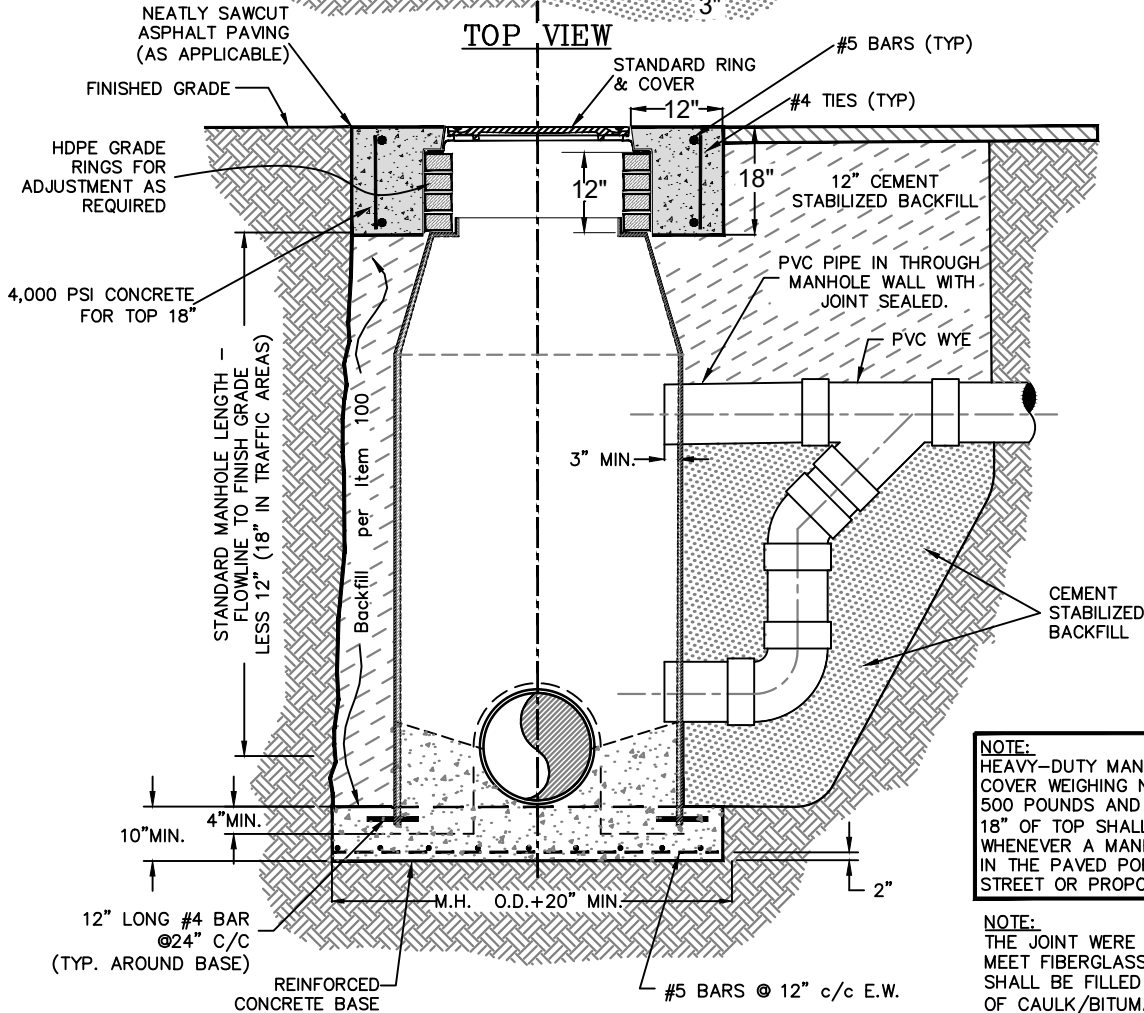 3"
TOP VIEW
NEATLY SAWCUT
ASPHALT PAVING
(AS APPLICABLE)
FINISHED GRADE
HDPE GRADE
RINGS FOR
ADJUSTMENT AS
REQUIRED
4,000 PSI CONCRETE
FOR TOP 18"
STANDARD RING
& COVER
12"
#5 BARS (TYP)
#4 TIES (TYP)
12"
18"
12" CEMENT
STABILIZED BACKFILL
PVC PIPE IN THROUGH
MANHOLE WALL WITH
JOINT SEALED.
PVC WYE
3" MIN.
STANDARD MANHOLE LENGTH –
FLOWLINE TO FINISH GRADE
LESS 12" (18" IN TRAFFIC AREAS)
Backfill per Item 100
CEMENT
STABILIZED
BACKFILL
10"MIN.
4"MIN.
M.H. O.D.+20" MIN.
2"
12" LONG #4 BAR
@24" C/C
(TYP. AROUND BASE)
REINFORCED
CONCRETE BASE
#5 BARS @ 12" c/c E.W.
NOTE:
HEAVY-DUTY MAN
COVER WEIGHING N
500 POUNDS AND
18" OF TOP SHALL
WHENEVER A MAN
IN THE PAVED PO
STREET OR PROPO
NOTE:
THE JOINT WERE
MEET FIBERGLASS
SHALL BE FILLED
OF CAULK/BITUM